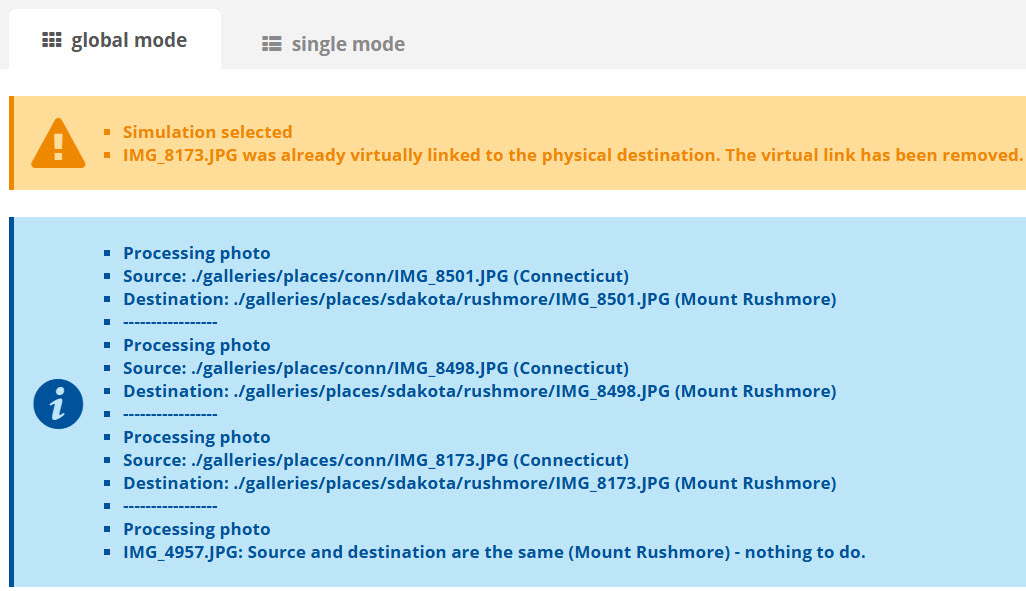 global mode
single mode
Simulation selected
IMG_8173.JPG was already virtually linked to the physical destination. The virtual link has been removed.
Processing photo
Source: ./galleries/places/conn/IMG_8501.JPG (Connecticut)
Destination: ./galleries/places/sdakota/rushmore/IMG_8501.JPG (Mount Rushmore)
-----------------
Processing photo
Source: ./galleries/places/conn/IMG_8498.JPG (Connecticut)
Destination: ./galleries/places/sdakota/rushmore/IMG_8498.JPG (Mount Rushmore)
-----------------
Processing photo
Source: ./galleries/places/conn/IMG_8173.JPG (Connecticut)
Destination: ./galleries/places/sdakota/rushmore/IMG_8173.JPG (Mount Rushmore)
-----------------
Processing photo
IMG_4957.JPG: Source and destination are the same (Mount Rushmore) - nothing to do.